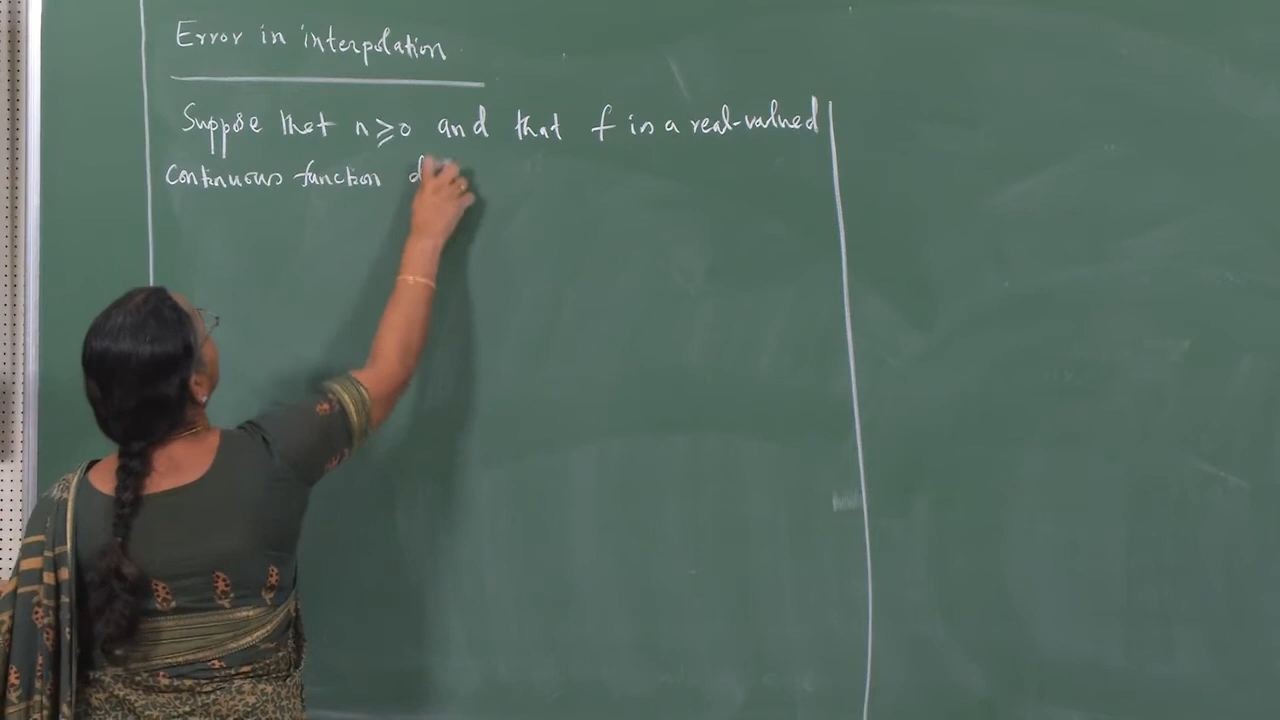 Error in interpolation
Suppose that n ≥ 0 and that f is a real-valued
continuous function d